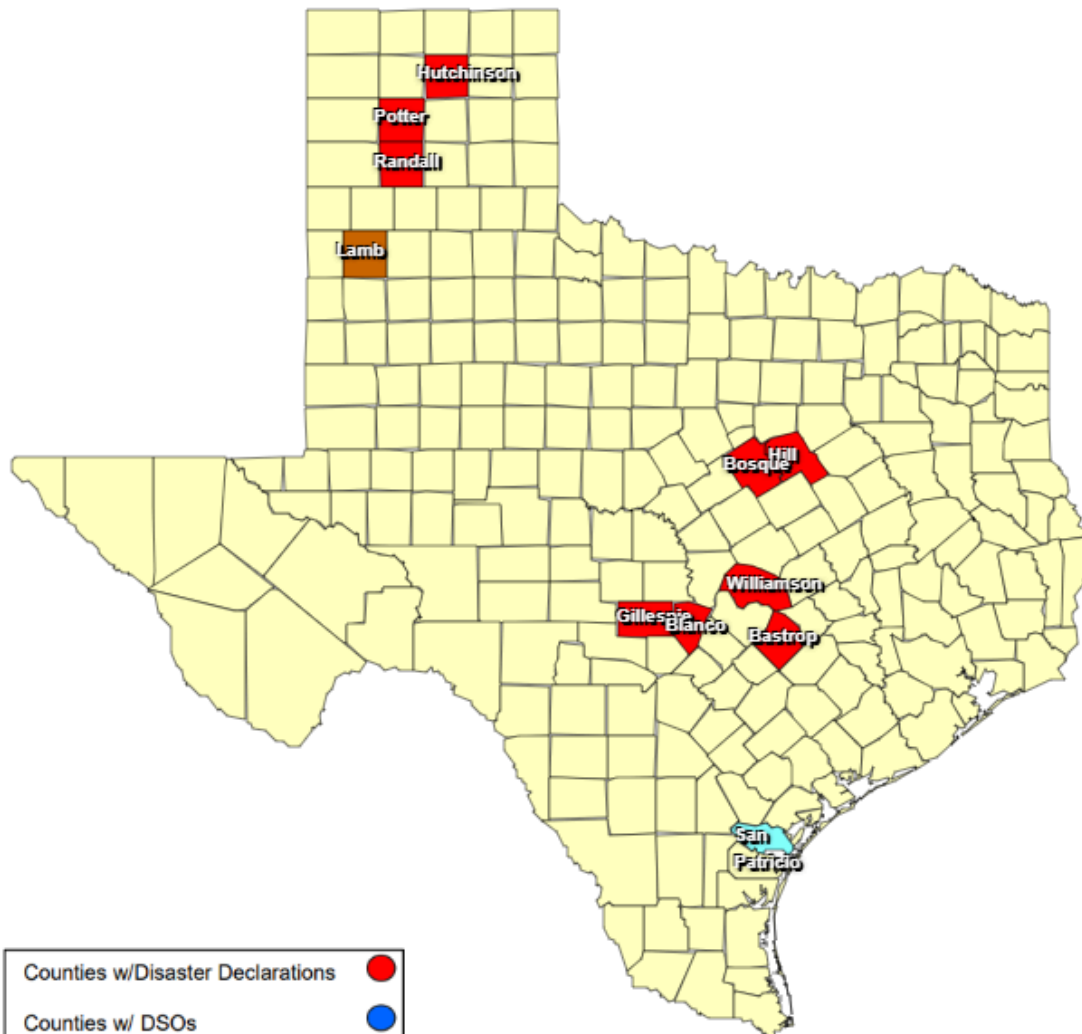 Hutchinson
Potter
Randall
Lamb
Hill
Bosque
Williamson
Gillespie
Blanco
Bastrop
San
Patricio
Counties w/Disaster Declarations
Counties w/ DSOs